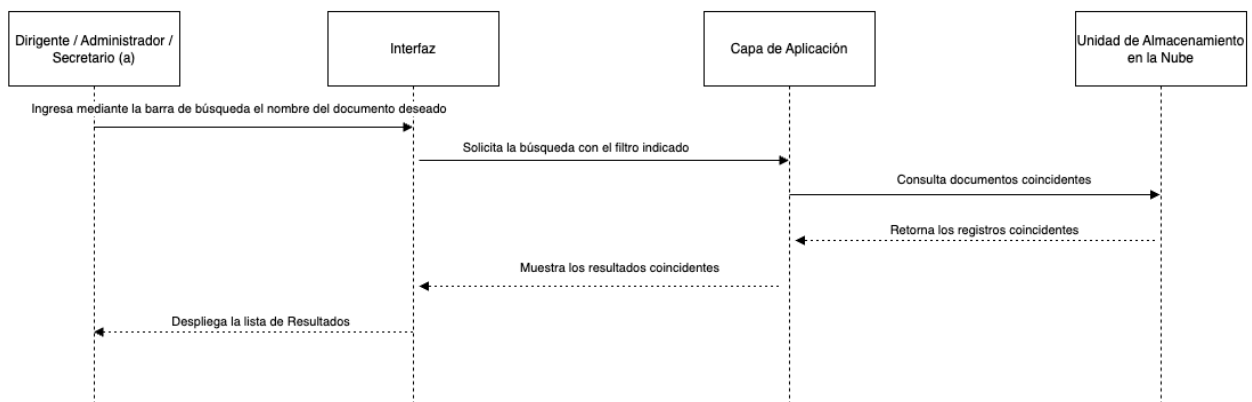 Dirigente / Administrador /
Secretario (a)
Interfaz
Capa de Aplicación
Unidad de Almacenamiento
en la Nube
Ingresa mediante la barra de búsqueda el nombre del documento deseado
Solicita la búsqueda con el filtro indicado
Consulta documentos coincidentes
Retorna los registros coincidentes
Muestra los resultados coincidentes
Despliega la lista de Resultados